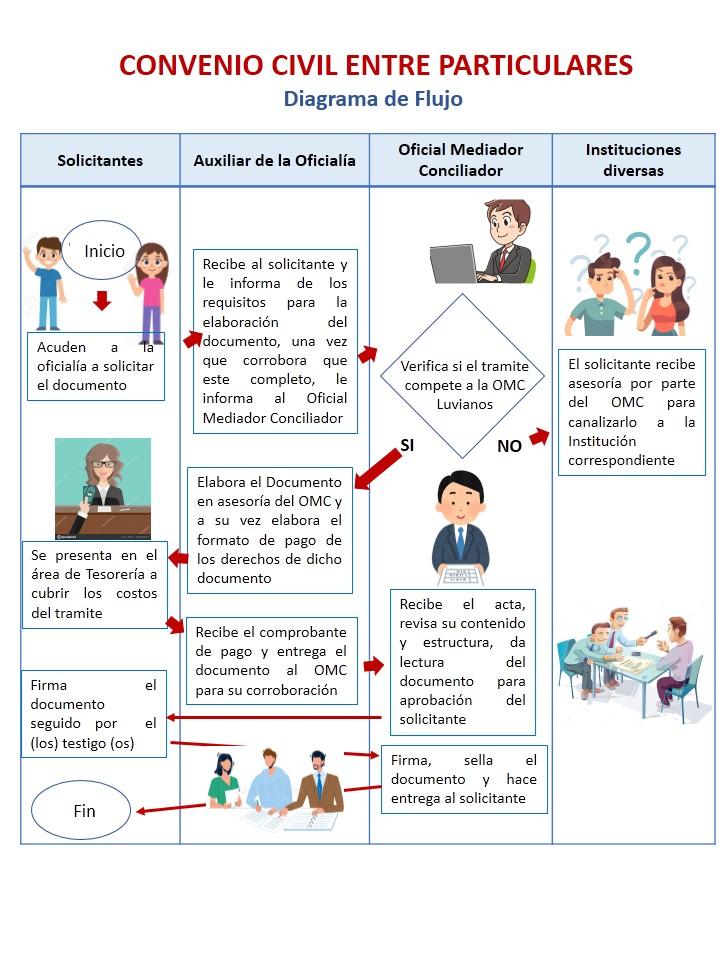 CONVENIO CIVIL ENTRE PARTICULARES
Diagrama de Flujo
Solicitantes
Auxiliar de la Oficialía
Oficial Mediador
Conciliador
Instituciones
diversas
Inicio
Acuden a la
oficialía a solicitar
el documento
Recibe al solicitante y
le informa de los
requisitos para la
elaboración del
documento, una vez
que corrobora que
este completo, le
informa al Oficial
Mediador Conciliador
Verifica si el tramite
compete a la OMC
Luvianos
SI
NO
El solicitante recibe
asesoría por parte
del OMC para
canalizarlo a la
Institución
correspondiente
Elabora el Documento
en asesoría del OMC y
a su vez elabora el
formato de pago de
los derechos de dicho
documento
Se presenta en el
área de Tesorería a
cubrir los costos
del tramite
Recibe el comprobante
de pago y entrega el
documento al OMC
para su corroboración
Recibe el acta,
revisa su contenido
y estructura, da
lectura del
documento para
aprobación del
solicitante
Firma el
documento
seguido por el
(los) testigo (os)
Firma, sella el
documento y hace
entrega al solicitante
Fin